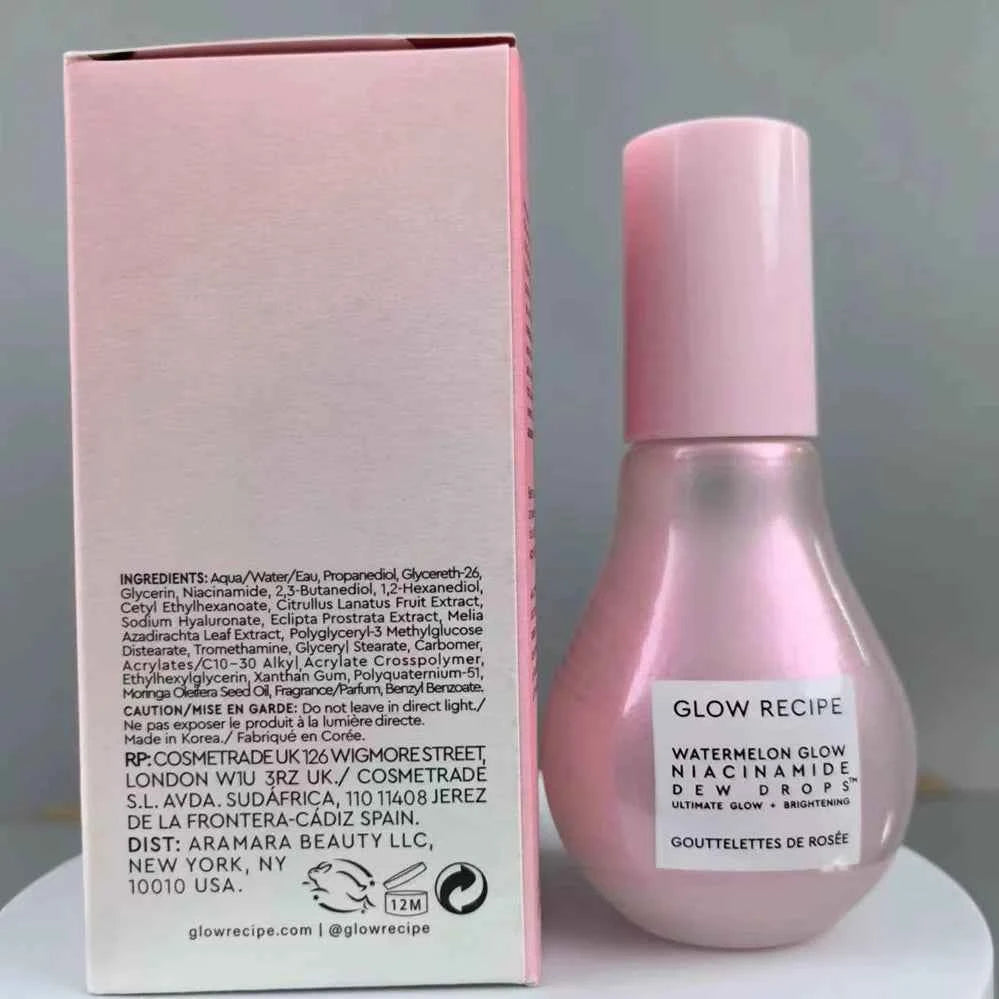 INGREDIENTS: Aqua/Water/Eau, Propanediol, Glycereth-26,
Glycerin, Niacinamide, 2,3-Butanediol, 1,2-Hexanediol,
Cetyl Ethylhexanoate, Citrullus Lanatus Fruit Extract,
Sodium Hyaluronate, Eclipta Prostrata Extract, Melia
Azadirachta Leaf Extract, Polyglyceryl-3 Methylglucose
Distearate, Tromethamine, Glyceryl Stearate, Carbomer,
Acrylates/C10-30 Alkyl Acrylate Crosspolymer,
Ethylhexylglycerin, Xanthan Gum, Polyquaternium-51,
Moringa Oleifera Seed Oil, Fragrance/Parfum, Benzyl Benzoate.
CAUTION/MISE EN GARDE: Do not leave in direct light./
Ne pas exposer le produit à la lumière directe.
Made in Korea./ Fabriqué en Corée.
RP: COSMETRADE UK 126 WIGMORE STREET,
LONDON W1U 3RZ UK./ COSMETRADE
S.L. AVDA. SUDÁFRICA, 110 11408 JEREZ
DE LA FRONTERA-CÁDIZ SPAIN.
DIST: ARAMARA BEAUTY LLC,
NEW YORK, NY
10010 USA.
12M
glowrecipe.com | @glowrecipe
GLOW RECIPE
WATERMELON GLOW
NIACINAMIDE
DEW DROPS™
ULTIMATE GLOW + BRIGHTENING
GOUTTELETTES DE ROSÉE